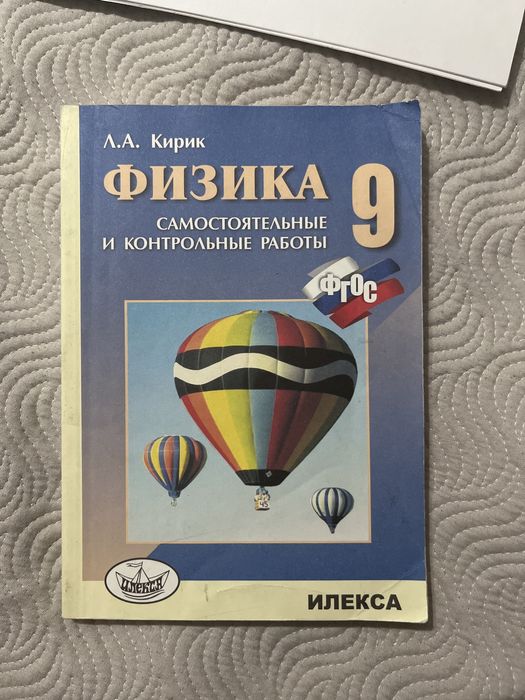 Л.А. Кирик
ФИЗИКА 9
САМОСТОЯТЕЛЬНЫЕ
И КОНТРОЛЬНЫЕ РАБОТЫ
ФГОС
ИЛЕКСА
ИЛЕКСА